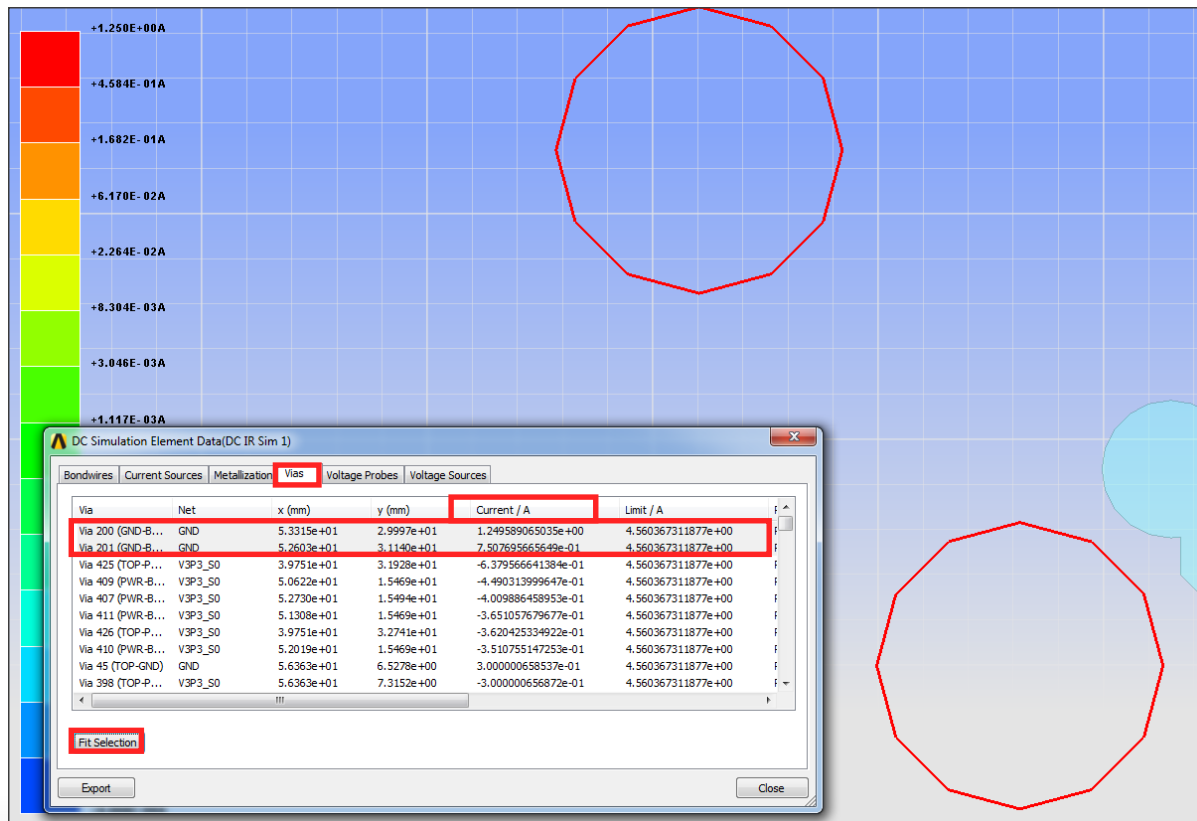 +1.250E+00A
+4.584E-01A
+1.682E-01A
+6.170E-02A
+2.264E-02A
+8.304E-03A
+3.046E-03A
+1.117E-03A
DC Simulation Element Data(DC IR Sim 1)
Bondwires Current Sources Metallization Vias Voltage Probes Voltage Sources
Via Net x (mm) y (mm) Current / A Limit / A
Via 200 (GND-B... GND 5.3315e+01 2.9997e+01 1.249589065035e+00 4.560367311877e+00
Via 201 (GND-B... GND 5.2603e+01 3.1140e+01 7.507695665649e-01 4.560367311877e+00
Via 425 (TOP-P... V3P3_S0 3.9751e+01 3.1928e+01 -6.379566641384e-01 4.560367311877e+00
Via 409 (PWR-B... V3P3_S0 5.0622e+01 1.5469e+01 -4.490313999647e-01 4.560367311877e+00
Via 407 (PWR-B... V3P3_S0 5.2730e+01 1.5494e+01 -4.009886458953e-01 4.560367311877e+00
Via 411 (PWR-B... V3P3_S0 5.1308e+01 1.5469e+01 -3.651057679677e-01 4.560367311877e+00
Via 426 (TOP-P... V3P3_S0 3.9751e+01 3.2741e+01 -3.620425334922e-01 4.560367311877e+00
Via 410 (PWR-B... V3P3_S0 5.2019e+01 1.5469e+01 -3.510755147253e-01 4.560367311877e+00
Via 45 (TOP-GND) GND 5.6363e+01 6.5278e+00 3.000000658537e-01 4.560367311877e+00
Via 398 (TOP-P... V3P3_S0 5.6363e+01 7.3152e+00 -3.000000656872e-01 4.560367311877e+00
Fit Selection
Export Close